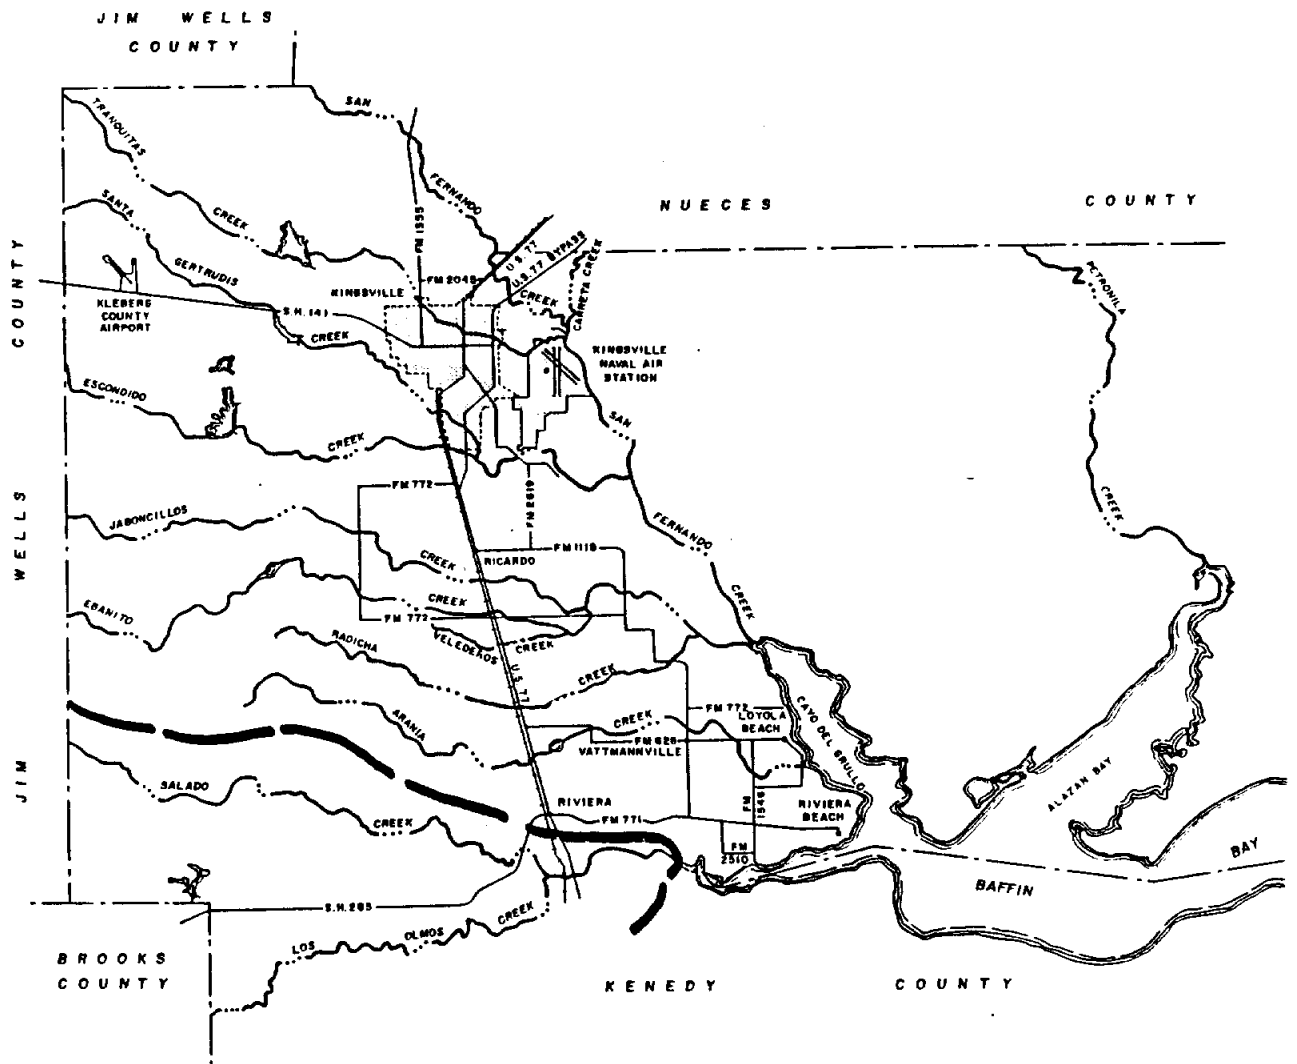 JIM WELLS
COUNTY
SAN
TRANQUITAS
FERNANDO
SANTA
CREEK
NUECES COUNTY
FM 1355
U.S. 77
U.S. 77 BYPASS
CARRETA CREEK
PETRONILA
GERTRUDIS
FM 2045
KINGSVILLE
CREEK
KLEBERG
COUNTY
AIRPORT
S.H. 141
CREEK
KINGSVILLE
NAVAL AIR
STATION
ESCONDIDO
SAN
CREEK
FM 772
FM 2619
CREEK
JABONCILLOS
FERNANDO
FM 1118
RICARDO
CREEK
EBANITO
CREEK
CREEK
FM 772
VELEDEROS
CREEK
RADICHA
CREEK
U.S. 77
ARANIA
CREEK
FM 772
LOYOLA
BEACH
CAYO DEL GRULLO
FM 628
VATTMANNVILLE
JIM WELLS COUNTY
SALADO
RIVIERA
FM
1546
RIVIERA
BEACH
ALAZAN BAY
CREEK
FM 771
FM
2510
BAFFIN BAY
S.H. 285
CREEK
LOS OLMOS
BROOKS
COUNTY
KENEDY COUNTY